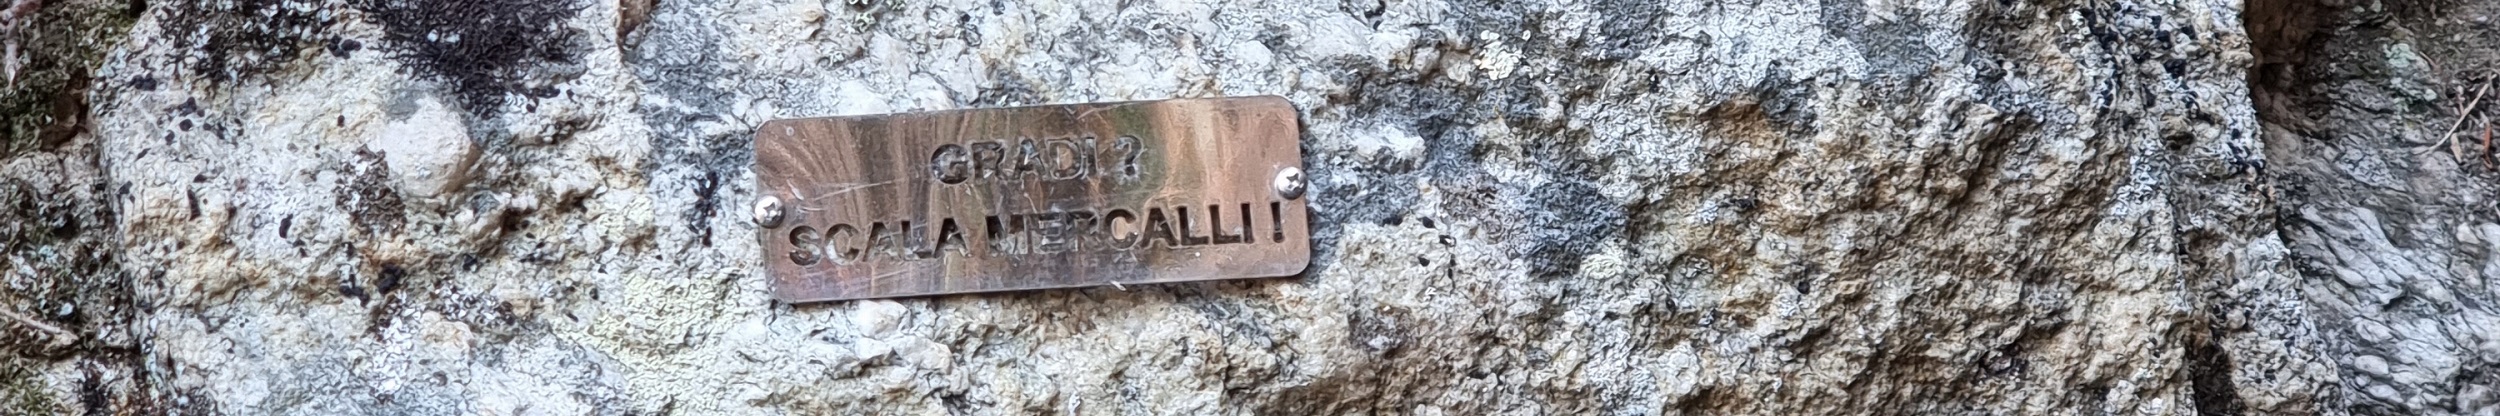 GRADI ?
SCALA MERCALLI !